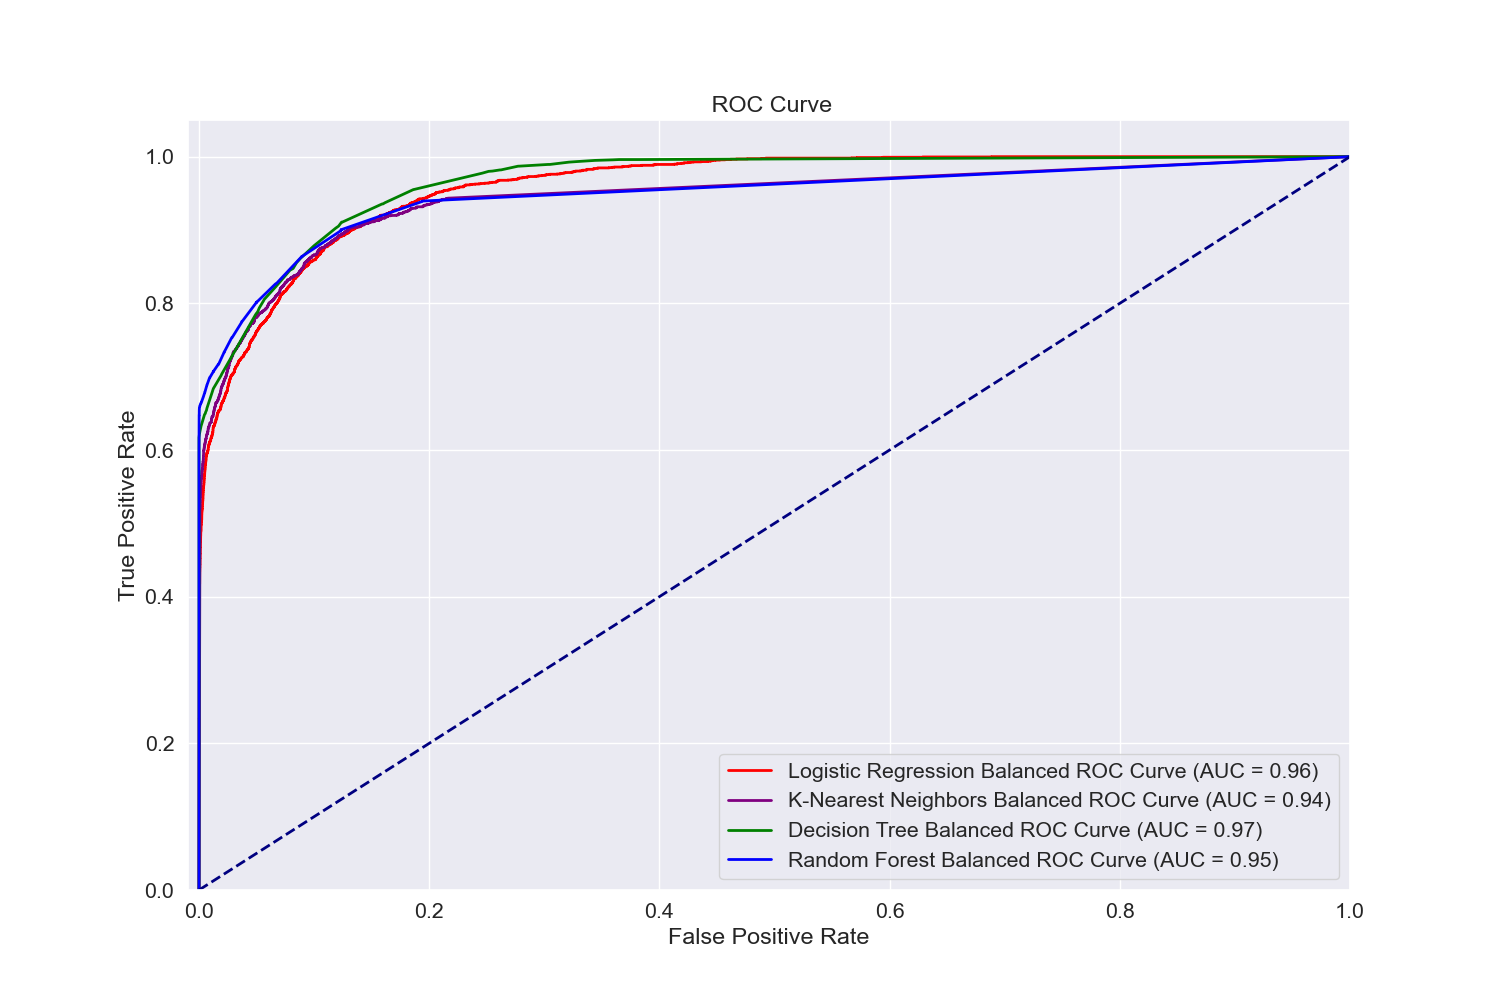 ROC Curve
1.0
0.8
0.6
0.4
0.2
0.0
True Positive Rate
Logistic Regression Balanced ROC Curve (AUC = 0.96)
K-Nearest Neighbors Balanced ROC Curve (AUC = 0.94)
Decision Tree Balanced ROC Curve (AUC = 0.97)
Random Forest Balanced ROC Curve (AUC = 0.95)
0.0 0.2 0.4 0.6 0.8 1.0
False Positive Rate